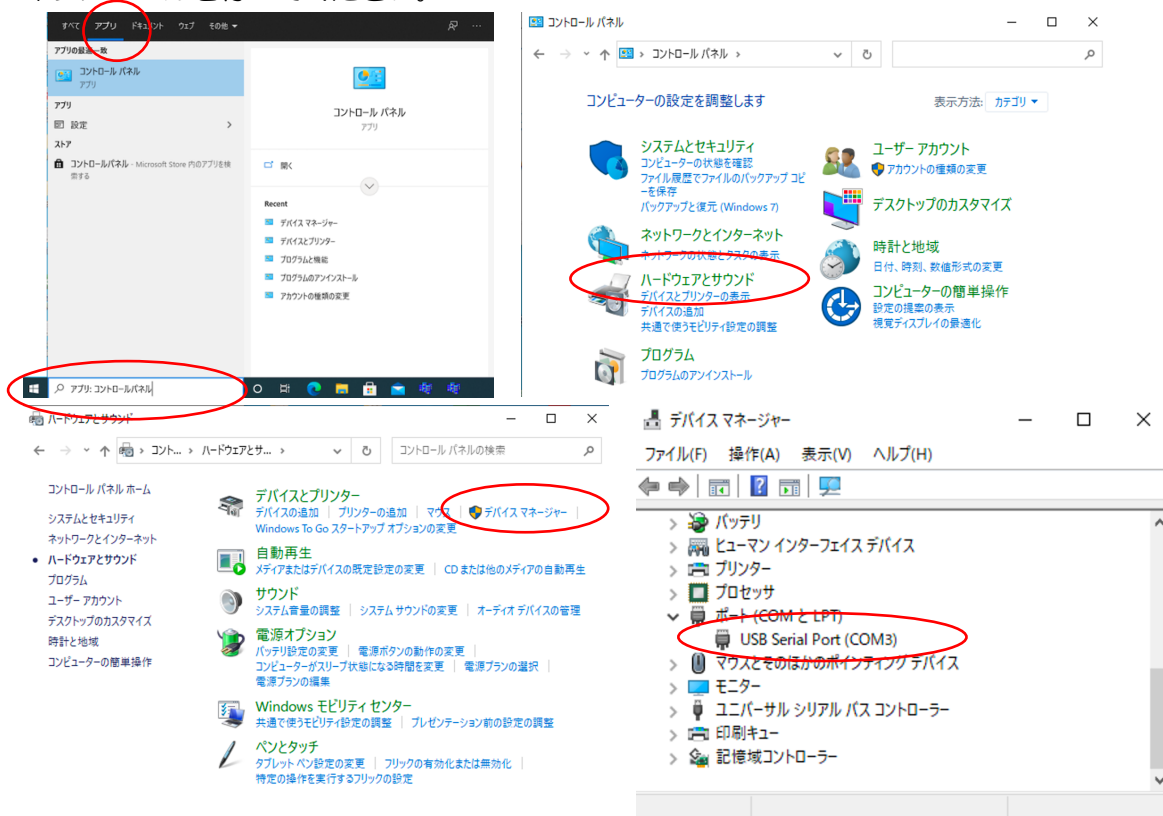 すべて アプリ ドキュメント ウェブ その他
アプリの最適一致
コントロール パネル
アプリ
アプリ
設定
ストア
コントロールパネル - Microsoft Store 内のアプリを検
索する
コントロール パネル
アプリ
開く
Recent
デバイス マネージャー
デバイスとプリンター
プログラムと機能
プログラムのアンインストール
アカウントの種類の変更
アプリ: コントロールパネル
コントロール パネル
コントロール パネル
コンピューターの設定を調整します
表示方法: カテゴリ
システムとセキュリティ
コンピューターの状態を確認
ファイル履歴でファイルのバックアップ コピ
ーを保存
バックアップと復元 (Windows 7)
ネットワークとインターネット
ネットワークの状態とタスクの表示
ハードウェアとサウンド
デバイスとプリンターの表示
デバイスの追加
共通で使うモビリティ設定の調整
プログラム
プログラムのアンインストール
ユーザー アカウント
アカウントの種類の変更
デスクトップのカスタマイズ
時計と地域
日付、時刻、数値形式の変更
コンピューターの簡単操作
設定の提案の表示
視覚ディスプレイの最適化
ハードウェアとサウンド
コント... ハードウェアとサ...
コントロール パネルの検索
コントロール パネル ホーム
システムとセキュリティ
ネットワークとインターネット
ハードウェアとサウンド
プログラム
ユーザー アカウント
デスクトップのカスタマイズ
時計と地域
コンピューターの簡単操作
デバイスとプリンター
デバイスの追加 プリンターの追加 マウス デバイス マネージャー
Windows To Go スタートアップ オプションの変更
自動再生
メディアまたはデバイスの既定設定の変更 CD または他のメディアの自動再生
サウンド
システム音量の調整 システム サウンドの変更 オーディオ デバイスの管理
電源オプション
バッテリ設定の変更 電源ボタンの動作の変更
コンピューターがスリープ状態になる時間を変更 電源プランの選択
電源プランの編集
Windows モビリティ センター
共通で使うモビリティ設定の調整 プレゼンテーション前の設定の調整
ペンとタッチ
タブレット ペン設定の変更 フリックの有効化または無効化
特定の操作を実行するフリックの設定
デバイス マネージャー
ファイル(F) 操作(A) 表示(V) ヘルプ(H)
バッテリ
ヒューマン インターフェイス デバイス
プリンター
プロセッサ
ポート (COM と LPT)
USB Serial Port (COM3)
マウスとそのほかのポインティング デバイス
モニター
ユニバーサル シリアル バス コントローラー
印刷キュー
記憶域コントローラー